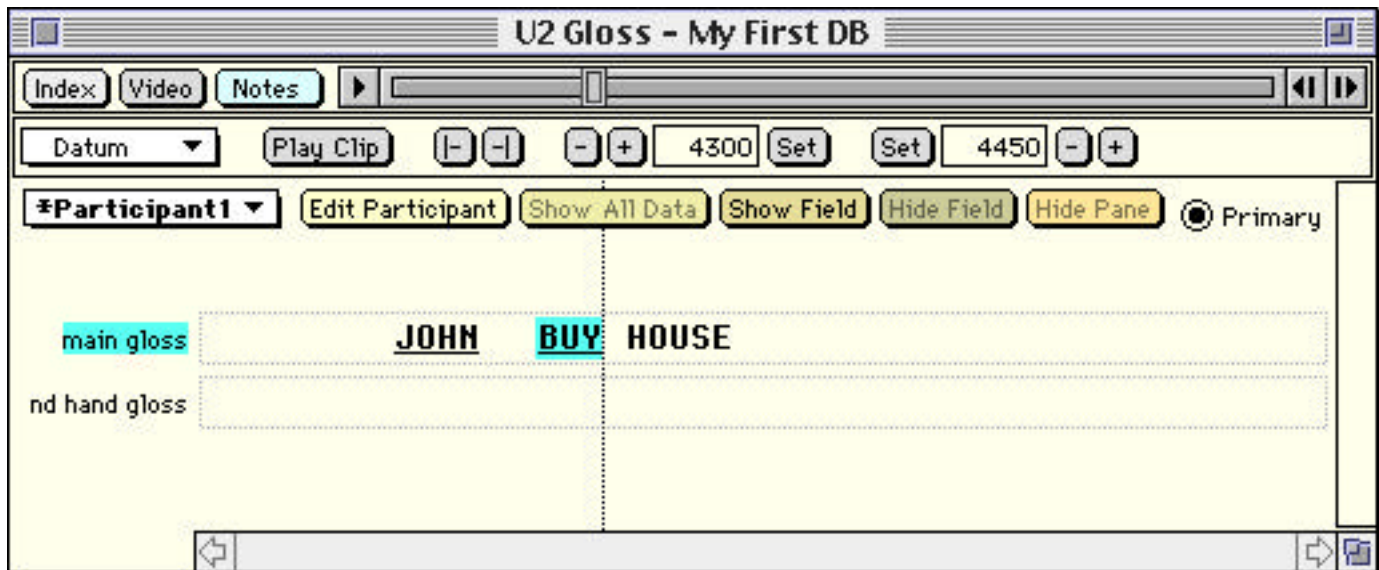 U2 Gloss - My First DB
Index Video Notes
Datum Play Clip |- -| - + 4300 Set Set 4450 - +
*Participant1 Edit Participant Show All Data Show Field Hide Field Hide Pane Primary
main gloss JOHN BUY HOUSE
nd hand gloss